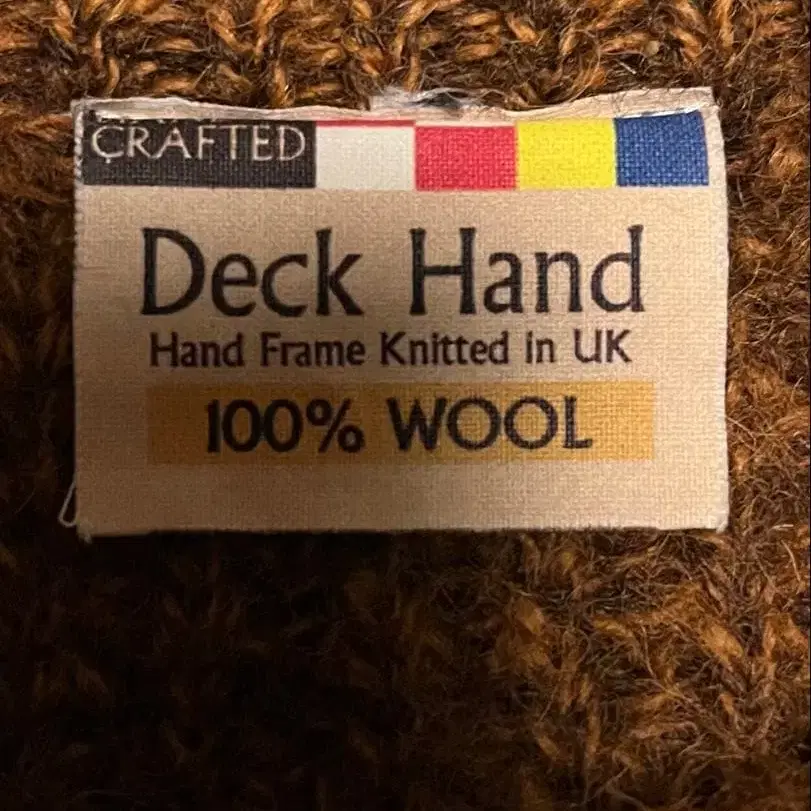 CRAFTED
Deck Hand
Hand Frame Knitted in UK
100% WOOL